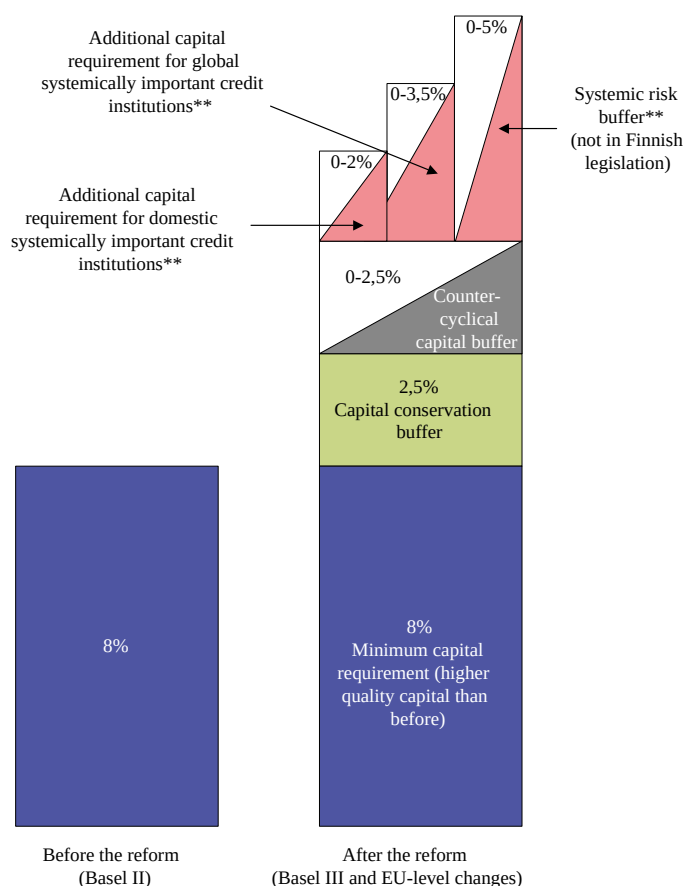 Additional capital
requirement for global
systemically important credit
institutions**
0-5%
0-3,5%
Systemic risk
buffer**
(not in Finnish
legislation)
0-2%
Additional capital
requirement for domestic
systemically important credit
institutions**
0-2,5%
Counter-
cyclical
capital buffer
2,5%
Capital conservation
buffer
8%
8%
Minimum capital
requirement (higher
quality capital than
before)
Before the reform
(Basel II)
After the reform
(Basel III and EU-level changes)